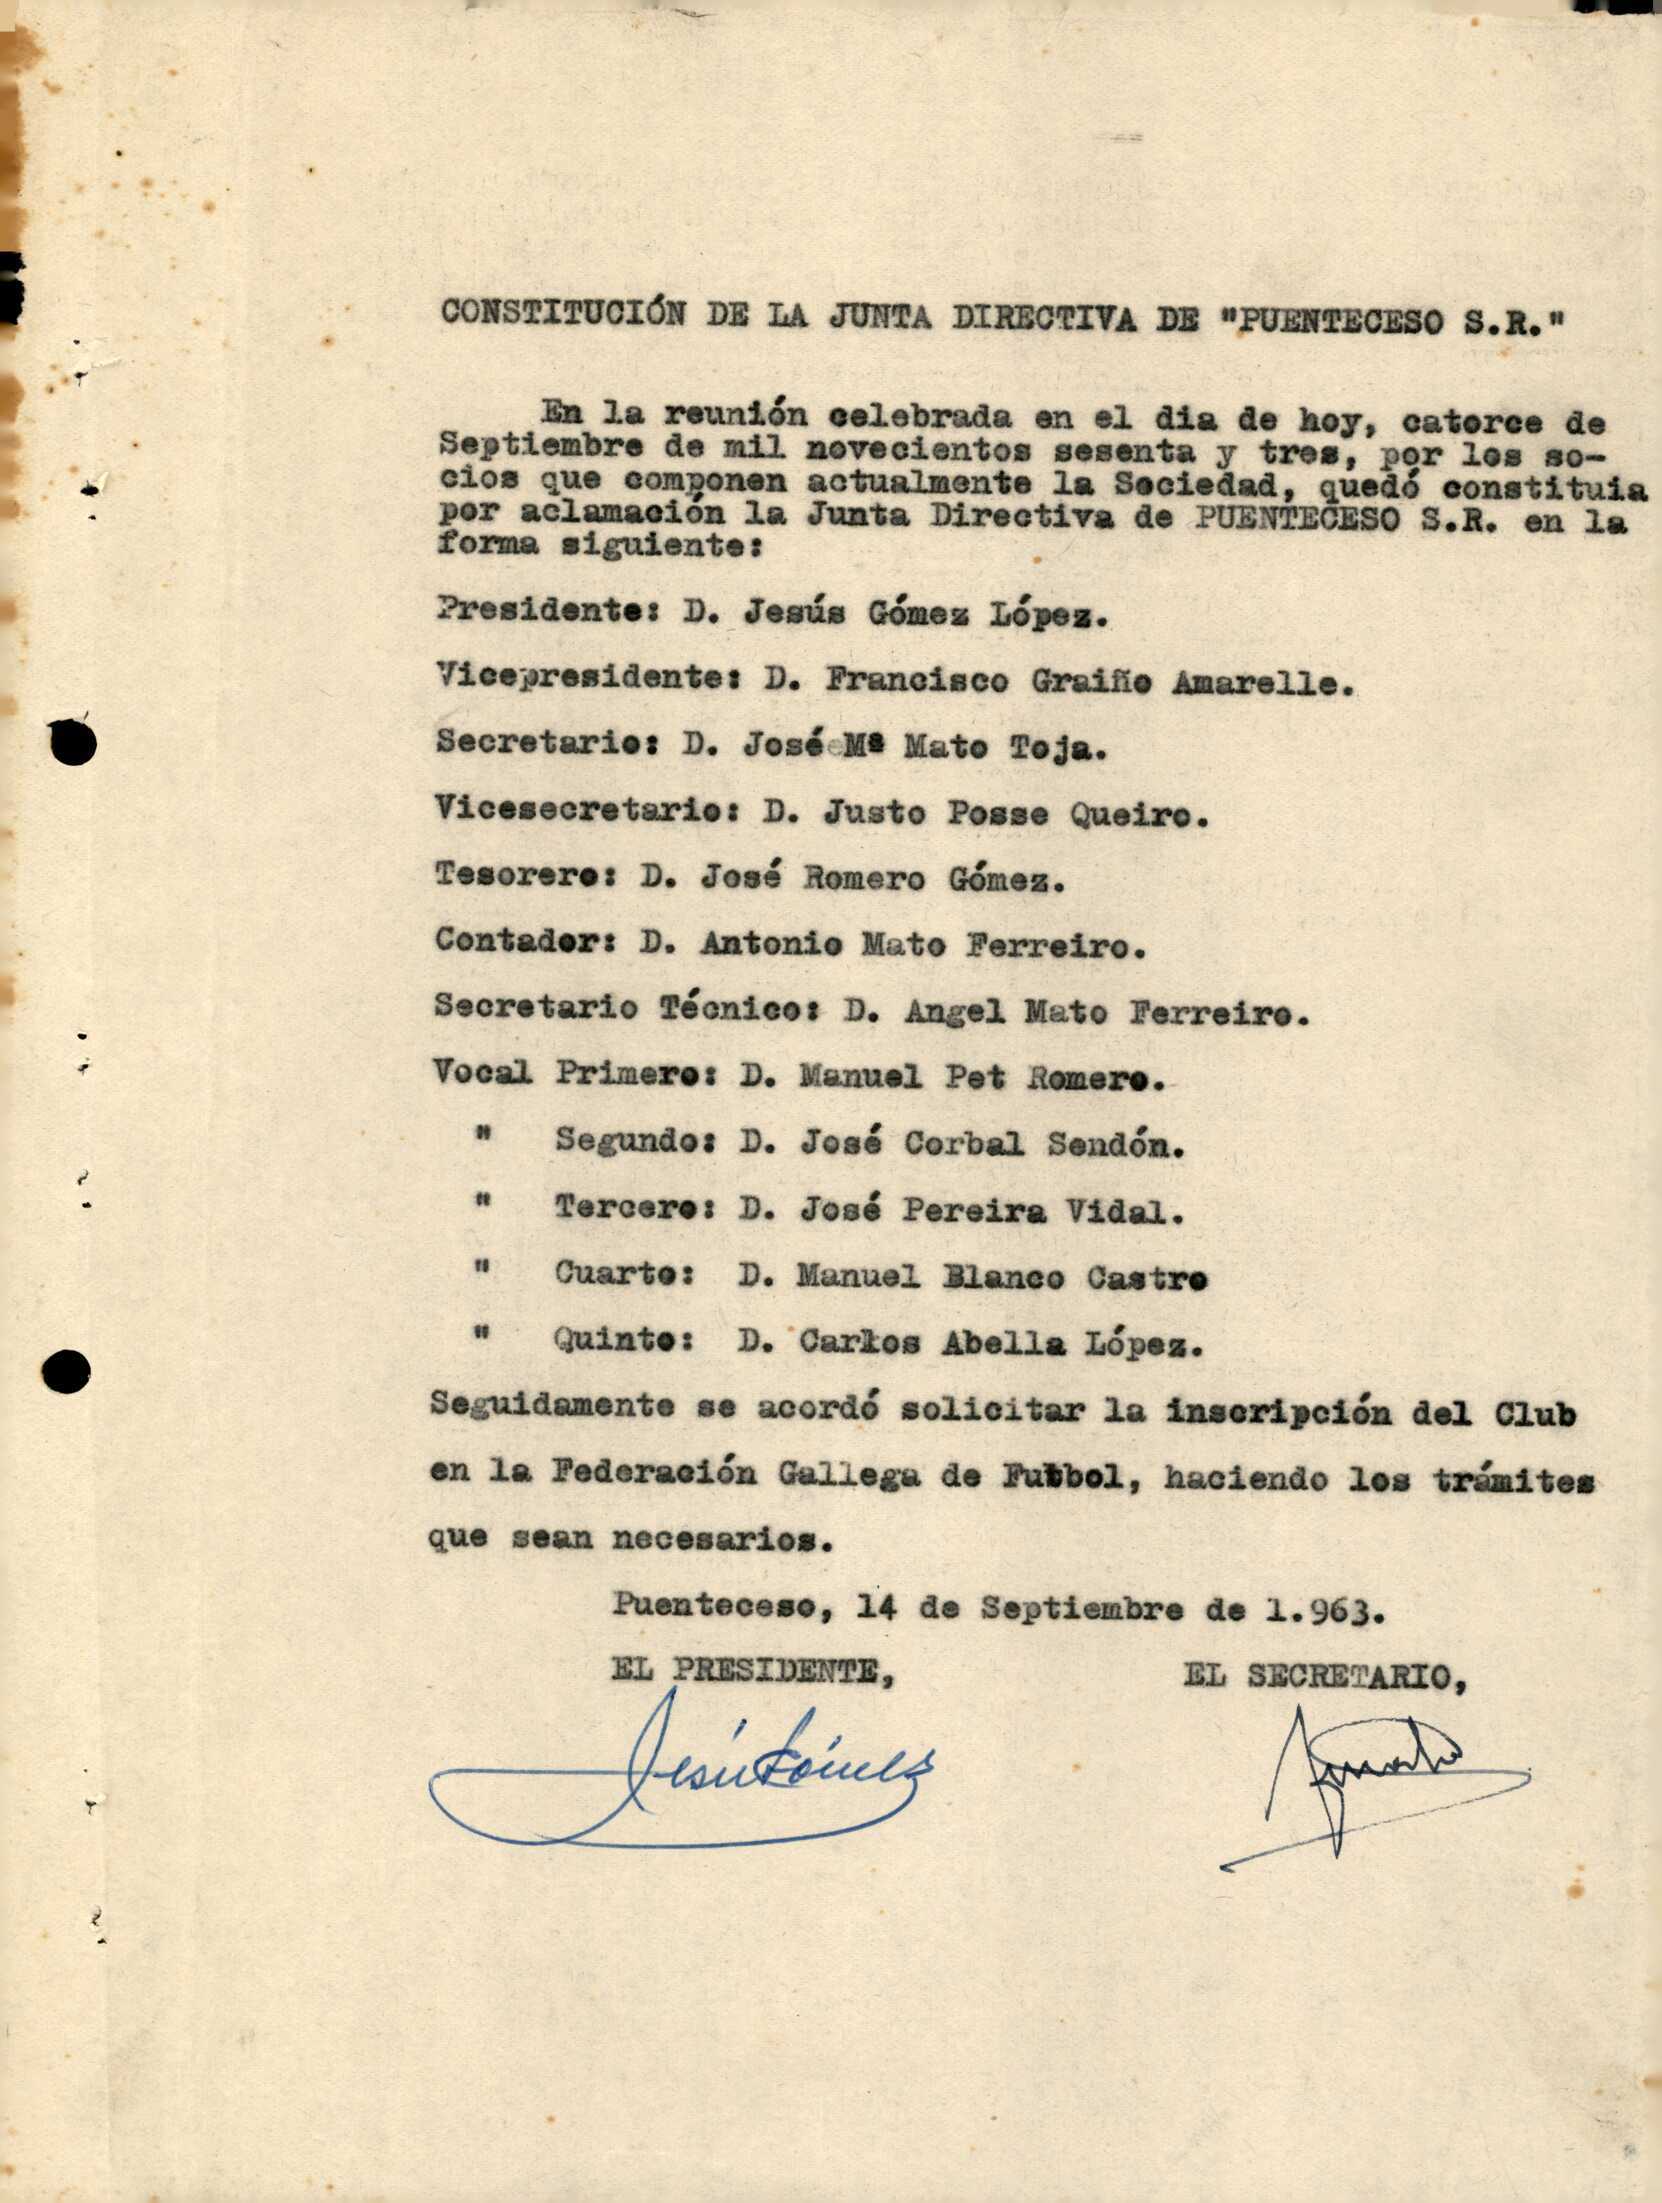 CONSTITUCIÓN DE LA JUNTA DIRECTIVA DE "PUENTECESO S.R."
En la reunión celebrada en el dia de hoy, catorce de
Septiembre de mil novecientos sesenta y tres, por los so-
cios que componen actualmente la Sociedad, quedó constituia
por aclamación la Junta Directiva de PUENTECESO S.R. en la
forma siguiente:
Presidente: D. Jesús Gómez López.
Vicepresidente: D. Francisco Graiño Amarelle.
Secretario: D. José Mª Mato Toja.
Vicesecretario: D. Justo Posse Queiro.
Tesorero: D. José Romero Gómez.
Contador: D. Antonio Mato Ferreiro.
Secretario Técnico: D. Angel Mato Ferreiro.
Vocal Primero: D. Manuel Pet Romero.
" Segundo: D. José Corbal Sendón.
" Tercero: D. José Pereira Vidal.
" Cuarto: D. Manuel Blanco Castro
" Quinto: D. Carlos Abella López.
Seguidamente se acordó solicitar la inscripción del Club
en la Federación Gallega de Futbol, haciendo los trámites
que sean necesarios.
Puenteceso, 14 de Septiembre de 1.963.
EL PRESIDENTE, EL SECRETARIO,
Jesús Gómez